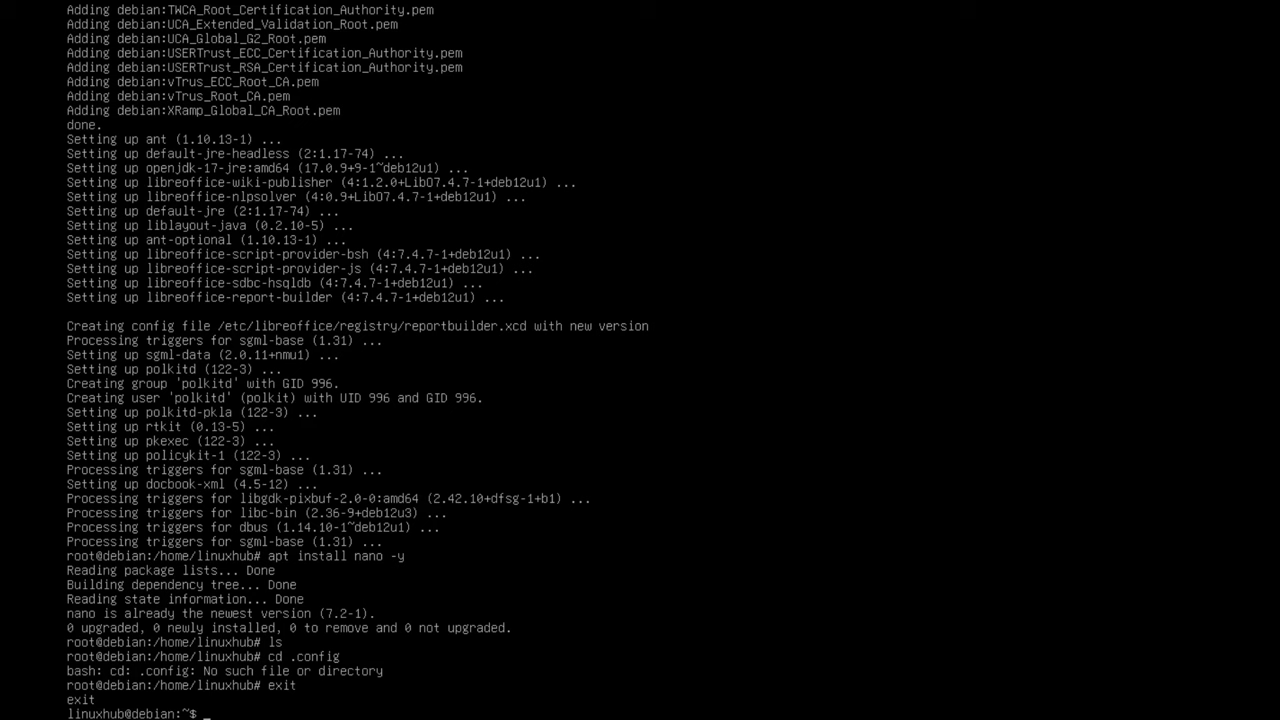 Adding debian:TWCA_Root_Certification_Authority.pem
Adding debian:UCA_Extended_Validation_Root.pem
Adding debian:UCA_Global_G2_Root.pem
Adding debian:USERTrust_ECC_Certification_Authority.pem
Adding debian:USERTrust_RSA_Certification_Authority.pem
Adding debian:vTrus_ECC_Root_CA.pem
Adding debian:vTrus_Root_CA.pem
Adding debian:XRamp_Global_CA_Root.pem
done.
Setting up ant (1.10.13-1) ...
Setting up default-jre-headless (2:1.17-74) ...
Setting up openjdk-17-jre:amd64 (17.0.9+9-1~deb12u1) ...
Setting up libreoffice-wiki-publisher (4:1.2.0+LibO7.4.7-1+deb12u1) ...
Setting up libreoffice-nlpsolver (4:0.9+LibO7.4.7-1+deb12u1) ...
Setting up default-jre (2:1.17-74) ...
Setting up liblayout-java (0.2.10-5) ...
Setting up ant-optional (1.10.13-1) ...
Setting up libreoffice-script-provider-bsh (4:7.4.7-1+deb12u1) ...
Setting up libreoffice-script-provider-js (4:7.4.7-1+deb12u1) ...
Setting up libreoffice-sdbc-hsqldb (4:7.4.7-1+deb12u1) ...
Setting up libreoffice-report-builder (4:7.4.7-1+deb12u1) ...
Creating config file /etc/libreoffice/registry/reportbuilder.xcd with new version
Processing triggers for sgml-base (1.31) ...
Setting up sgml-data (2.0.11+nmu1) ...
Setting up polkitd (122-3) ...
Creating group 'polkitd' with GID 996.
Creating user 'polkitd' (polkit) with UID 996 and GID 996.
Setting up polkitd-pkla (122-3) ...
Setting up rtkit (0.13-5) ...
Setting up pkexec (122-3) ...
Setting up policykit-1 (122-3) ...
Processing triggers for sgml-base (1.31) ...
Setting up docbook-xml (4.5-12) ...
Processing triggers for libgdk-pixbuf-2.0-0:amd64 (2.42.10+dfsg-1+b1) ...
Processing triggers for libc-bin (2.36-9+deb12u3) ...
Processing triggers for dbus (1.14.10-1~deb12u1) ...
Processing triggers for sgml-base (1.31) ...
root@debian:/home/linuxhub# apt install nano -y
Reading package lists... Done
Building dependency tree... Done
Reading state information... Done
nano is already the newest version (7.2-1).
0 upgraded, 0 newly installed, 0 to remove and 0 not upgraded.
root@debian:/home/linuxhub# ls
root@debian:/home/linuxhub# cd .config
bash: cd: .config: No such file or directory
root@debian:/home/linuxhub# exit
exit
linuxhub@debian:~$ _